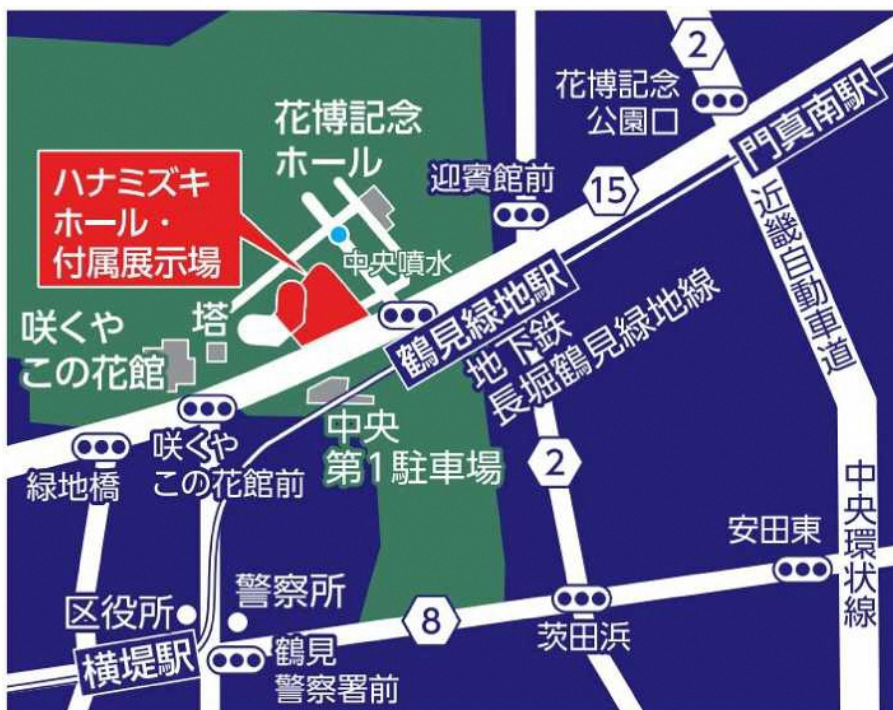 2
花博記念
公園口
門真南駅
花博記念
ホール
迎賓館前
15
ハナミズキ
ホール・
付属展示場
中央噴水
近畿自動車道
鶴見緑地駅
地下鉄
長堀鶴見緑地線
塔
咲くや
この花館
中央
第1駐車場
咲くや
この花館前
緑地橋
2
中央環状線
安田東
区役所
警察所
8
茨田浜
横堤駅
鶴見
警察署前